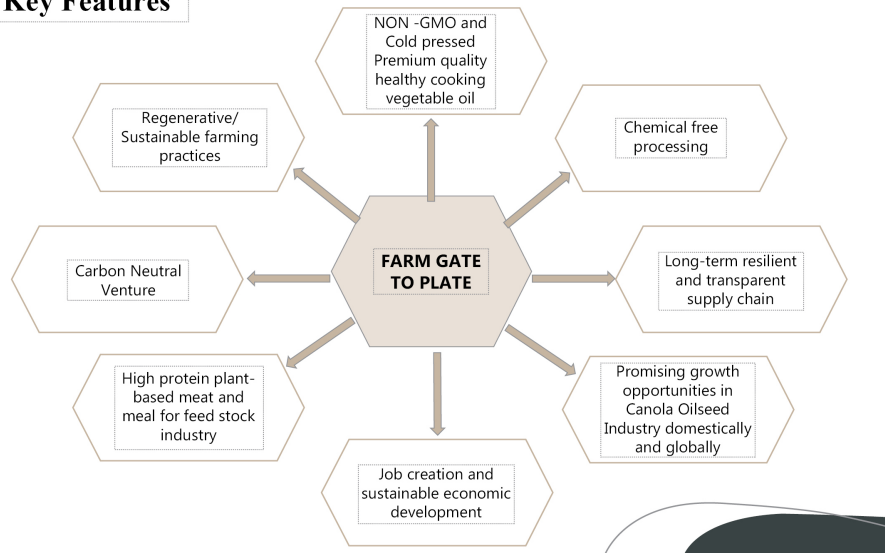 Key Features
NON -GMO and
Cold pressed
Premium quality
healthy cooking
vegetable oil
Regenerative/
Sustainable farming
practices
Chemical free
processing
FARM GATE
TO PLATE
Carbon Neutral
Venture
Long-term resilient
and transparent
supply chain
High protein plant-
based meat and
meal for feed stock
industry
Promising growth
opportunities in
Canola Oilseed
Industry domestically
and globally
Job creation and
sustainable economic
development